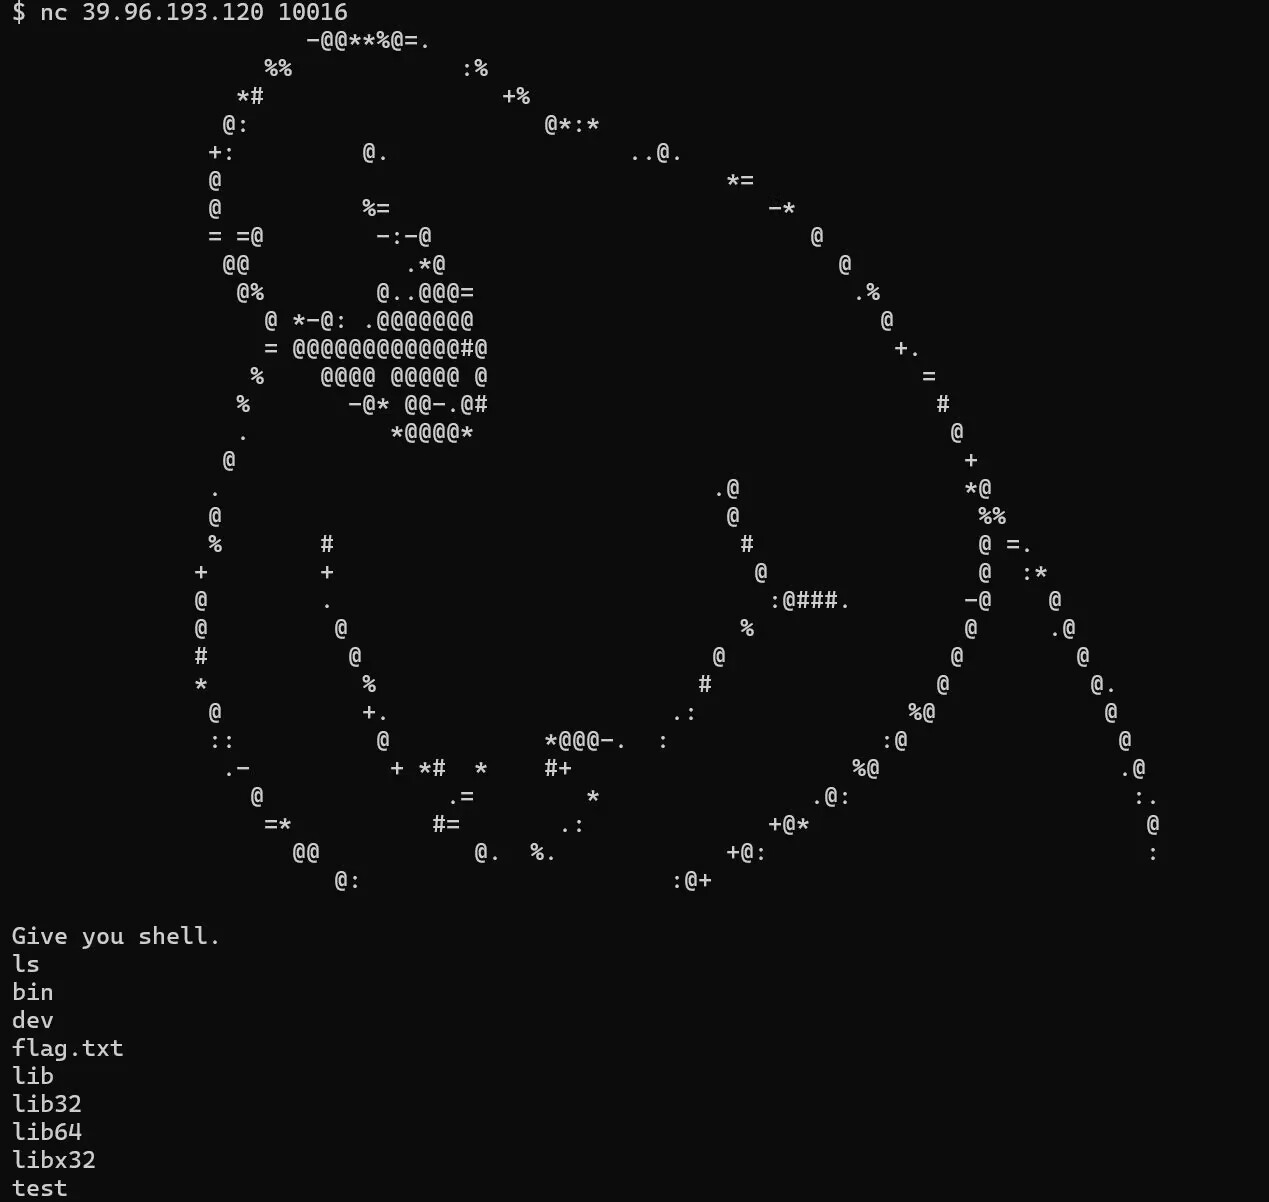 $ nc 39.96.193.120 10016
-@@**%@=.
%% :%
*# +%
@: @*:*
+: @. ..@.
@ *=
@ %= -*
= =@ -:-@ @
@@ .*@ @
@% @..@@@= .%
@ *-@: .@@@@@@@ @
= @@@@@@@@@@@@#@ +.
% @@@@ @@@@@ @ =
% -@* @@-.@# #
. *@@@@* @
@ +
. .@ *@
@ @ %%
% # # @ =.
+ + @ @ :*
@ . :@###. -@ @
@ @ % @ .@
# @ @ @ @
* % # @ @.
@ +. .: %@ @
:: @ *@@@-. : :@ @
.- + *# * #+ %@ .@
@ .= * .@: :.
=* #= .: +@* @
@@ @. %. +@: :
@: :@+
Give you shell.
ls
bin
dev
flag.txt
lib
lib32
lib64
libx32
test